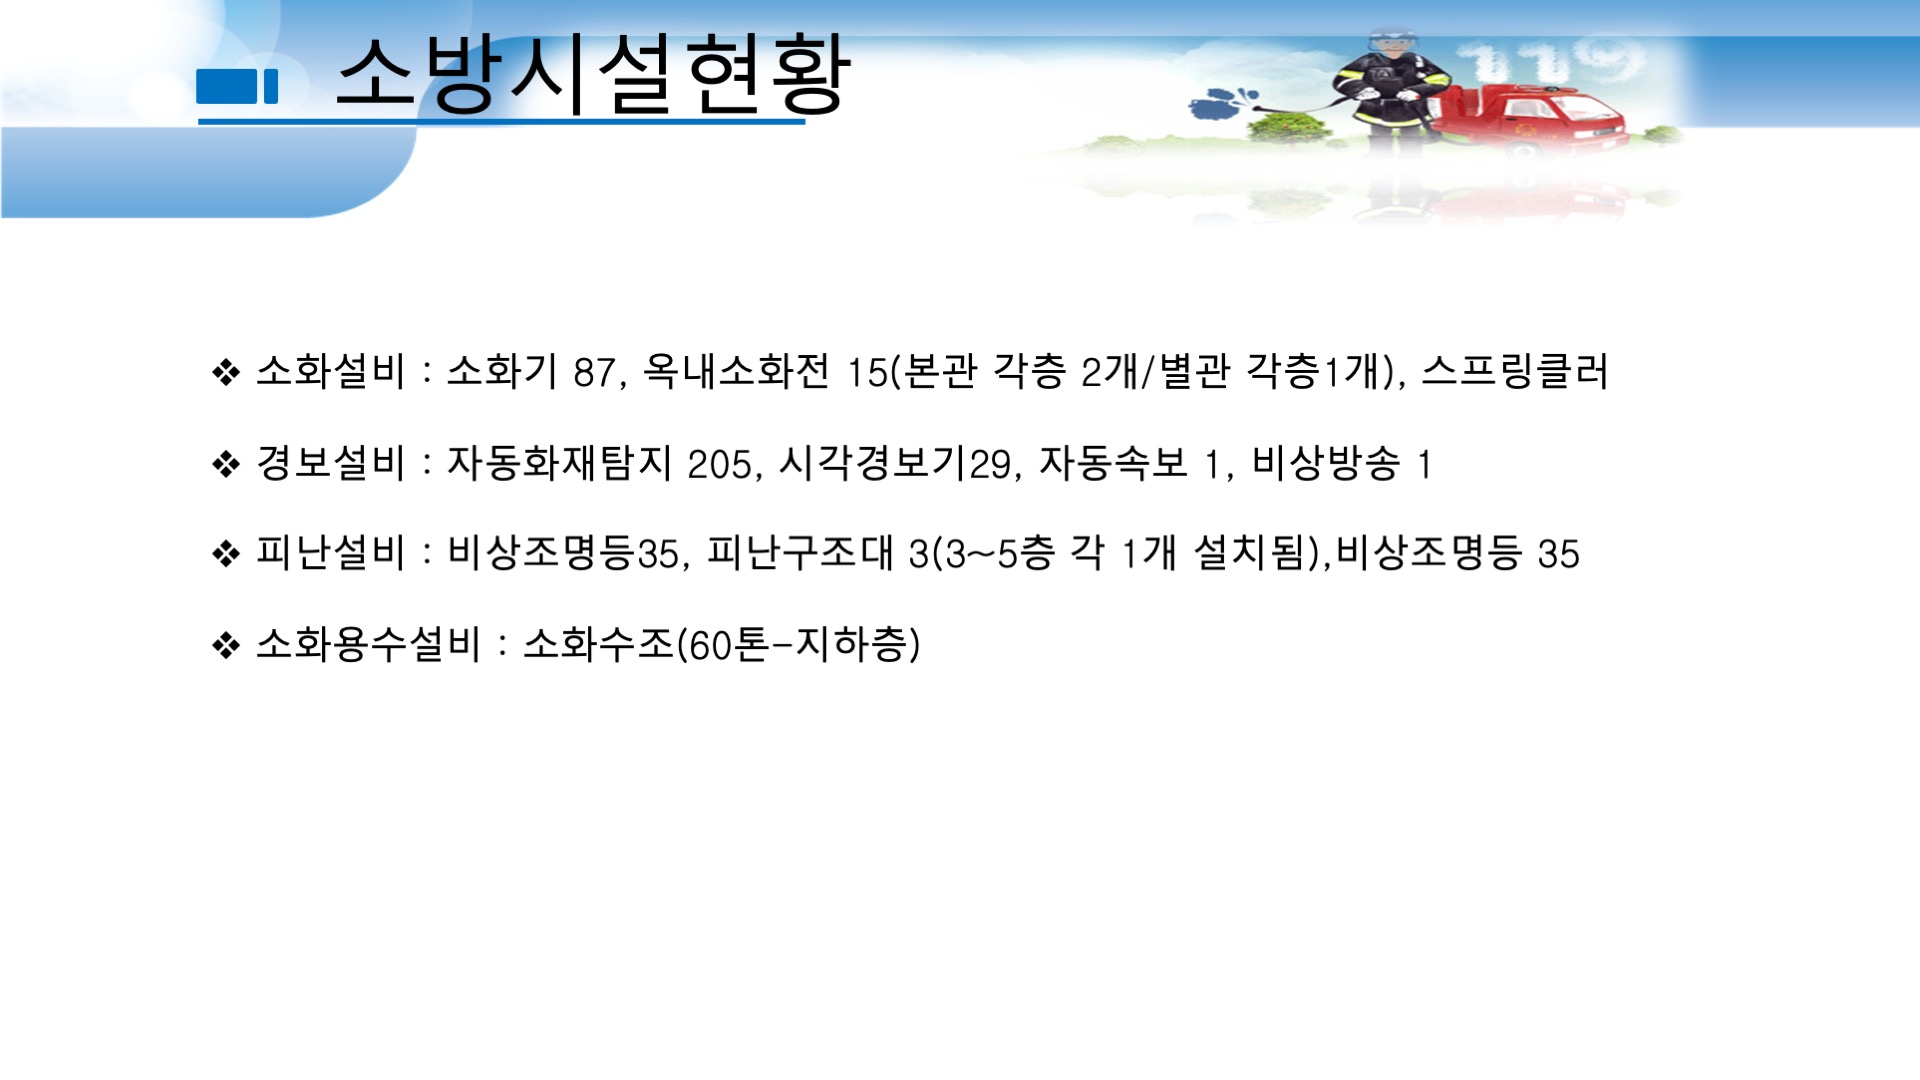 소방시설현황
119
❖ 소화설비 : 소화기 87, 옥내소화전 15(본관 각층 2개/별관 각층1개), 스프링클러
❖ 경보설비 : 자동화재탐지 205, 시각경보기29, 자동속보 1, 비상방송 1
❖ 피난설비 : 비상조명등35, 피난구조대 3(3~5층 각 1개 설치됨),비상조명등 35
❖ 소화용수설비 : 소화수조(60톤-지하층)